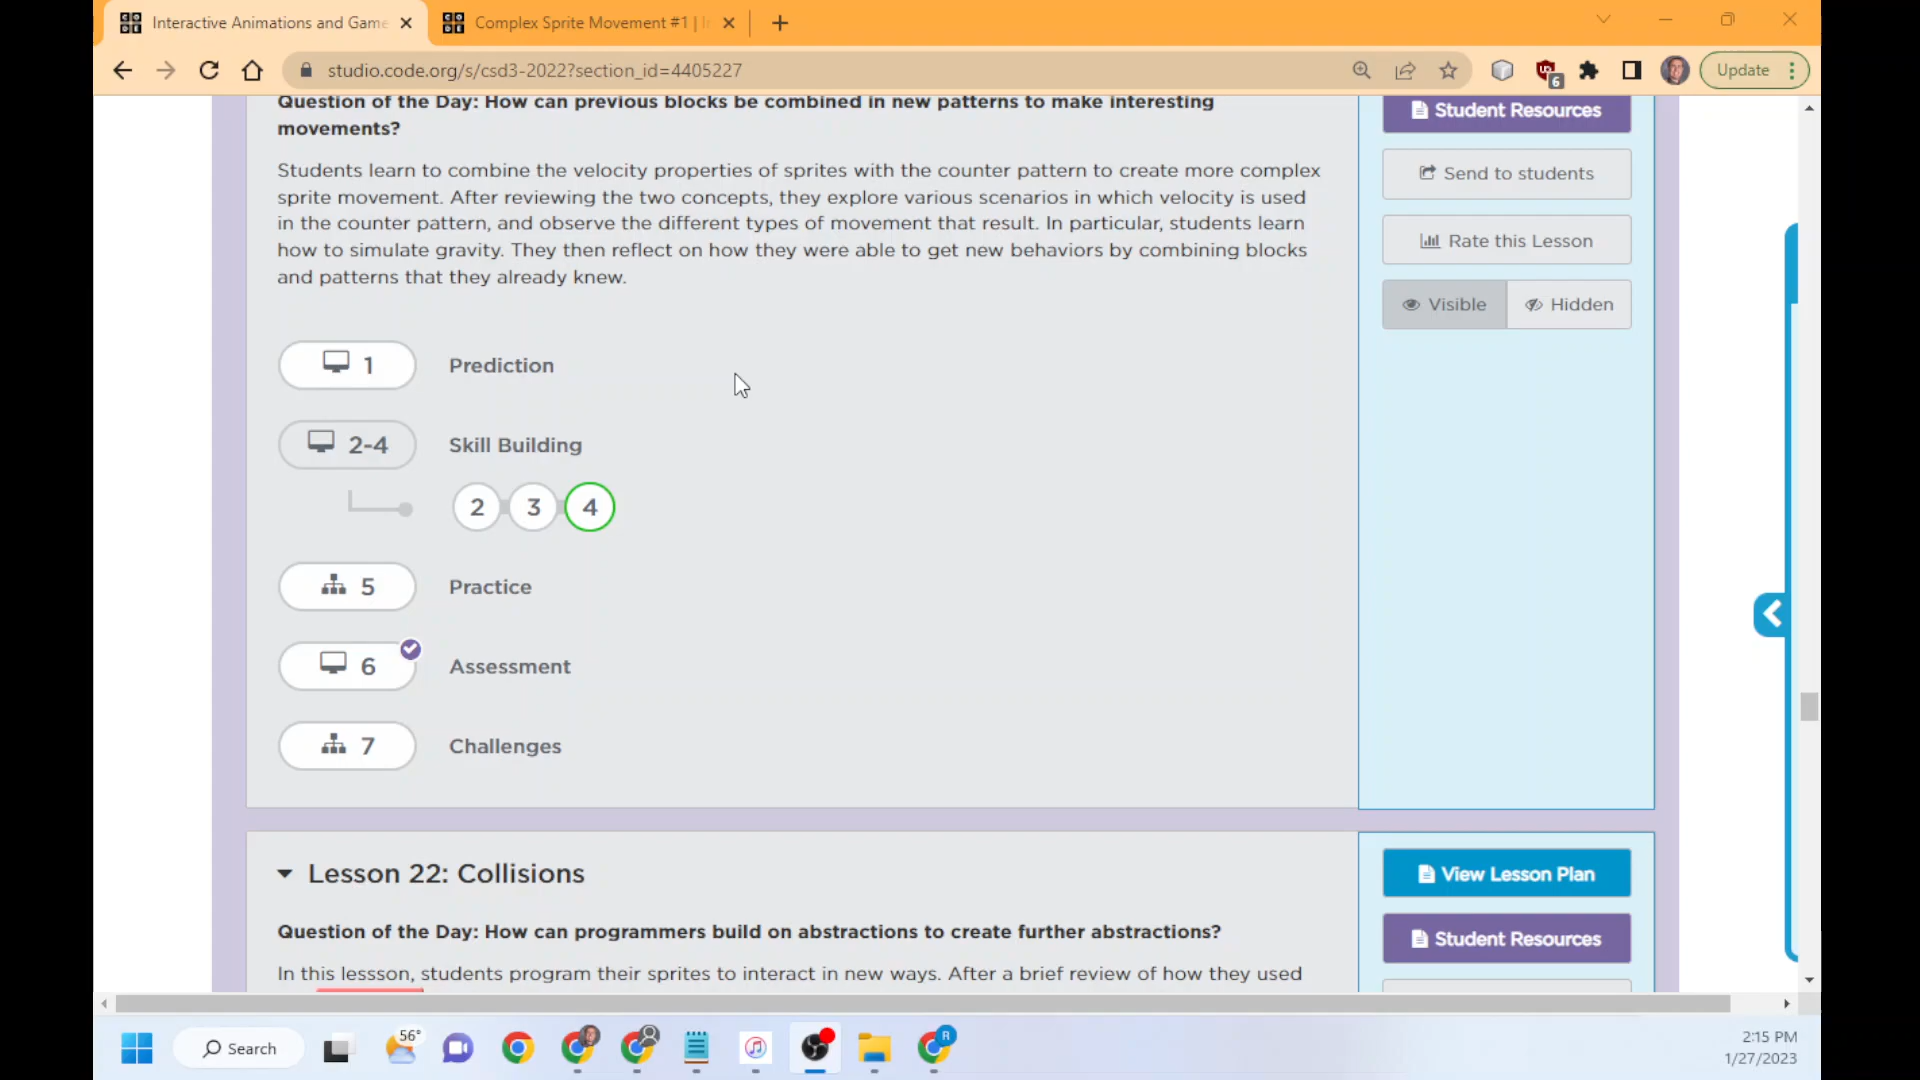 Interactive Animations and Game
Complex Sprite Movement #1 |
studio.code.org/s/csd3-2022?section_id=4405227
6
Update
Question of the Day: How can previous blocks be combined in new patterns to make interesting
movements?
Students learn to combine the velocity properties of sprites with the counter pattern to create more complex
sprite movement. After reviewing the two concepts, they explore various scenarios in which velocity is used
in the counter pattern, and observe the different types of movement that result. In particular, students learn
how to simulate gravity. They then reflect on how they were able to get new behaviors by combining blocks
and patterns that they already knew.
Student Resources
Send to students
Rate this Lesson
Visible
Hidden
1 Prediction
2-4 Skill Building
2 3 4
5 Practice
6 Assessment
7 Challenges
Lesson 22: Collisions
View Lesson Plan
Question of the Day: How can programmers build on abstractions to create further abstractions?
Student Resources
In this lessson, students program their sprites to interact in new ways. After a brief review of how they used
Search
56°
R
2:15 PM
1/27/2023